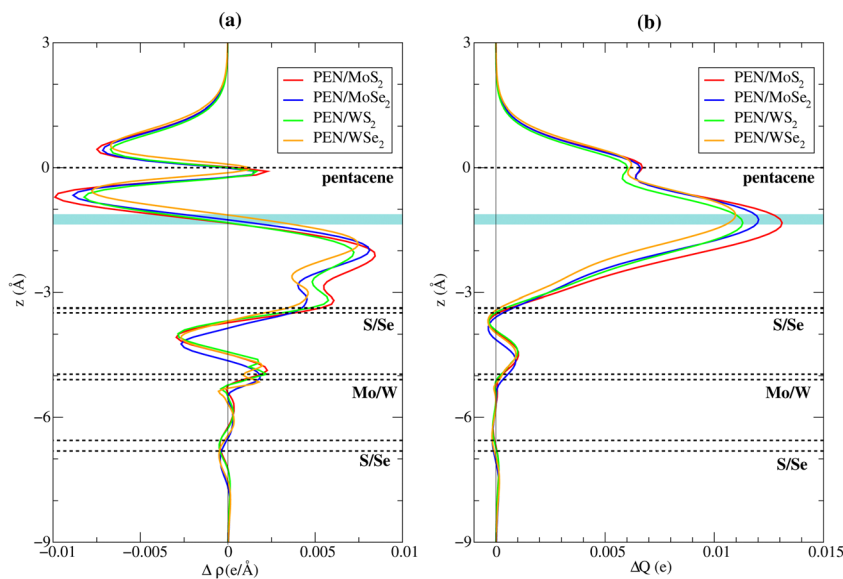 (a)
3
0
−3
−6
−9
z (Å)
PEN/MoS₂
PEN/MoSe₂
PEN/WS₂
PEN/WSe₂
pentacene
S/Se
Mo/W
S/Se
−0.01
−0.005
0
0.005
0.01
Δ ρ(e/Å)
(b)
3
0
−3
−6
−9
z (Å)
PEN/MoS₂
PEN/MoSe₂
PEN/WS₂
PEN/WSe₂
pentacene
S/Se
Mo/W
S/Se
0
0.005
0.01
0.015
ΔQ (e)